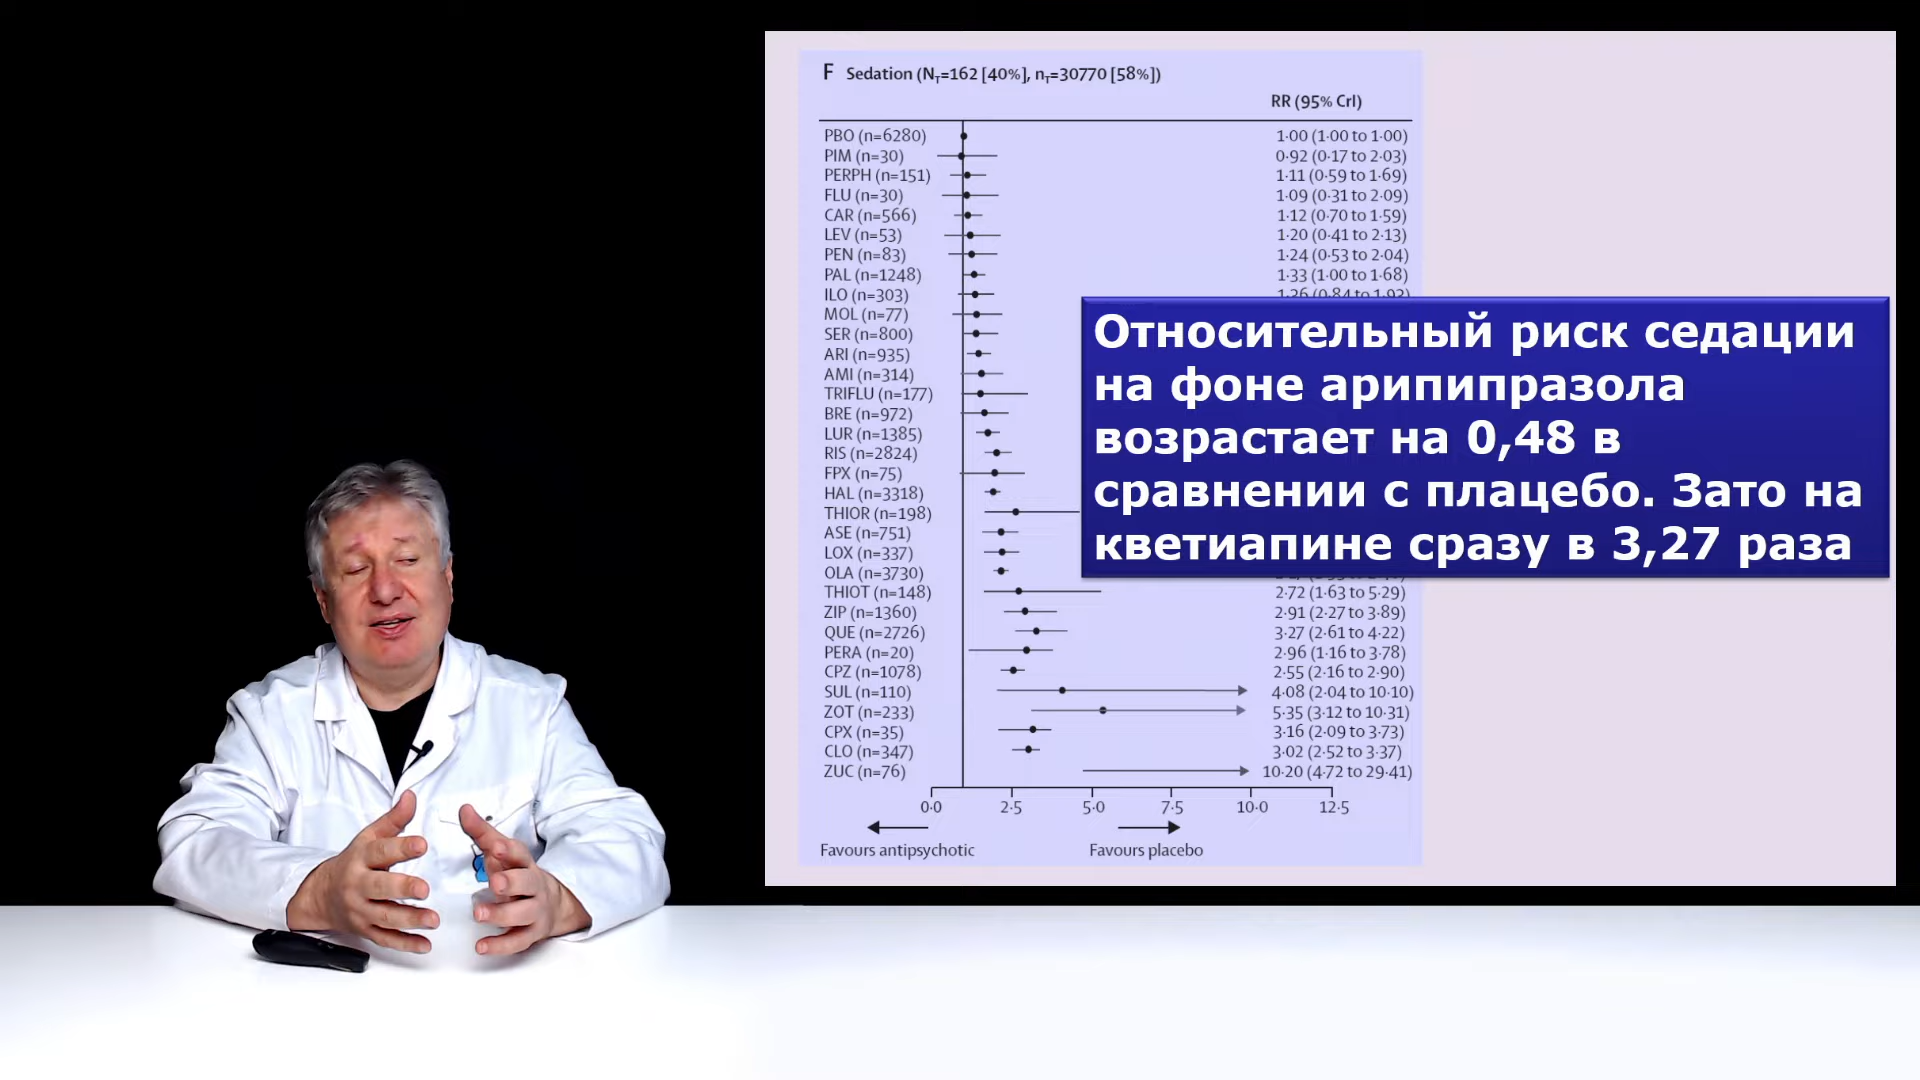 F Sedation (N_T=162 [40%], n_T=30770 [58%])
RR (95% CrI)
PBO (n=6280) 1·00 (1·00 to 1·00)
PIM (n=30) 0·92 (0·17 to 2·03)
PERPH (n=151) 1·11 (0·59 to 1·69)
FLU (n=30) 1·09 (0·31 to 2·09)
CAR (n=566) 1·12 (0·70 to 1·59)
LEV (n=53) 1·20 (0·41 to 2·13)
PEN (n=83) 1·24 (0·53 to 2·04)
PAL (n=1248) 1·33 (1·00 to 1·68)
ILO (n=303) 1·36 (0·84 to 1·93)
MOL (n=77)
SER (n=800)
ARI (n=935)
AMI (n=314)
TRIFLU (n=177)
BRE (n=972)
LUR (n=1385)
RIS (n=2824)
FPX (n=75)
HAL (n=3318)
THIOR (n=198)
ASE (n=751)
LOX (n=337)
OLA (n=3730)
THIOT (n=148) 2·72 (1·63 to 5·29)
ZIP (n=1360) 2·91 (2·27 to 3·89)
QUE (n=2726) 3·27 (2·61 to 4·22)
PERA (n=20) 2·96 (1·16 to 3·78)
CPZ (n=1078) 2·55 (2·16 to 2·90)
SUL (n=110) 4·08 (2·04 to 10·10)
ZOT (n=233) 5·35 (3·12 to 10·31)
CPX (n=35) 3·16 (2·09 to 3·73)
CLO (n=347) 3·02 (2·52 to 3·37)
ZUC (n=76) 10·20 (4·72 to 29·41)
0·0 2·5 5·0 7·5 10·0 12·5
Favours antipsychotic Favours placebo
Относительный риск седации
на фоне арипипразола
возрастает на 0,48 в
сравнении с плацебо. Зато на
кветиапине сразу в 3,27 раза